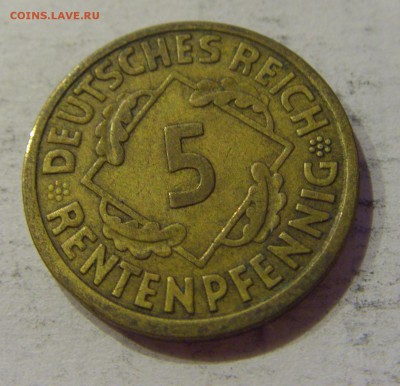 COINS.LAVE.RU
DEUTSCHES REICH
5
RENTENPFENNIG